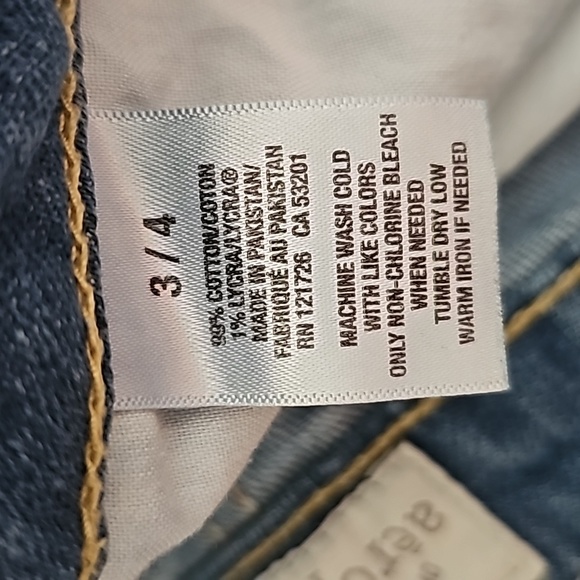 3/4
99% COTTON/COTON
1% LYCRA/LYCRA®
MADE IN PAKISTAN/
FABRIQUÉ AU PAKISTAN
RN 121726 CA 53201
MACHINE WASH COLD
WITH LIKE COLORS
ONLY NON-CHLORINE BLEACH
WHEN NEEDED
TUMBLE DRY LOW
WARM IRON IF NEEDED